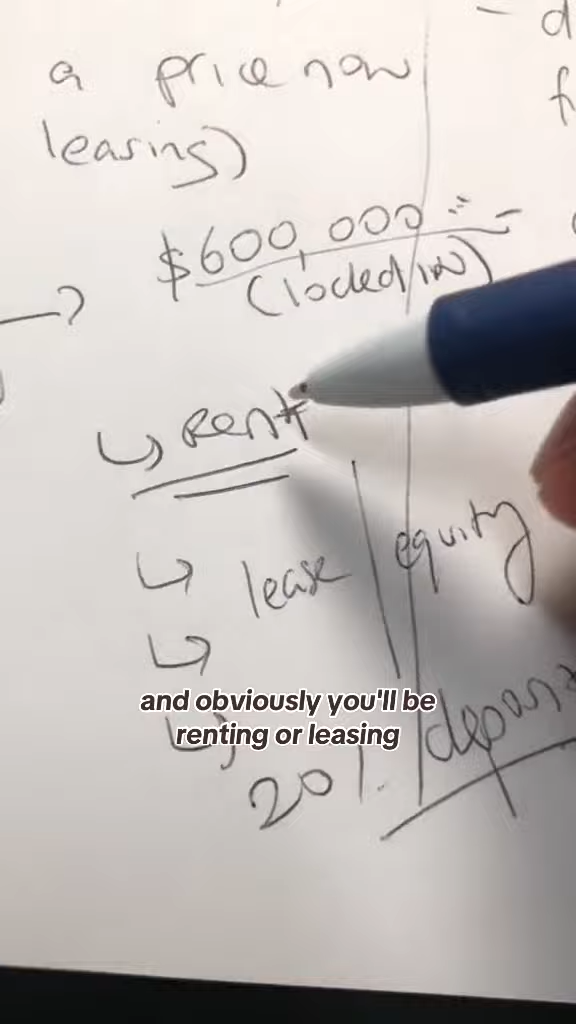 a price now
leasing)
$600,000
(locked in)
Rent
lease / equity
20% deposit
and obviously you'll be
renting or leasing